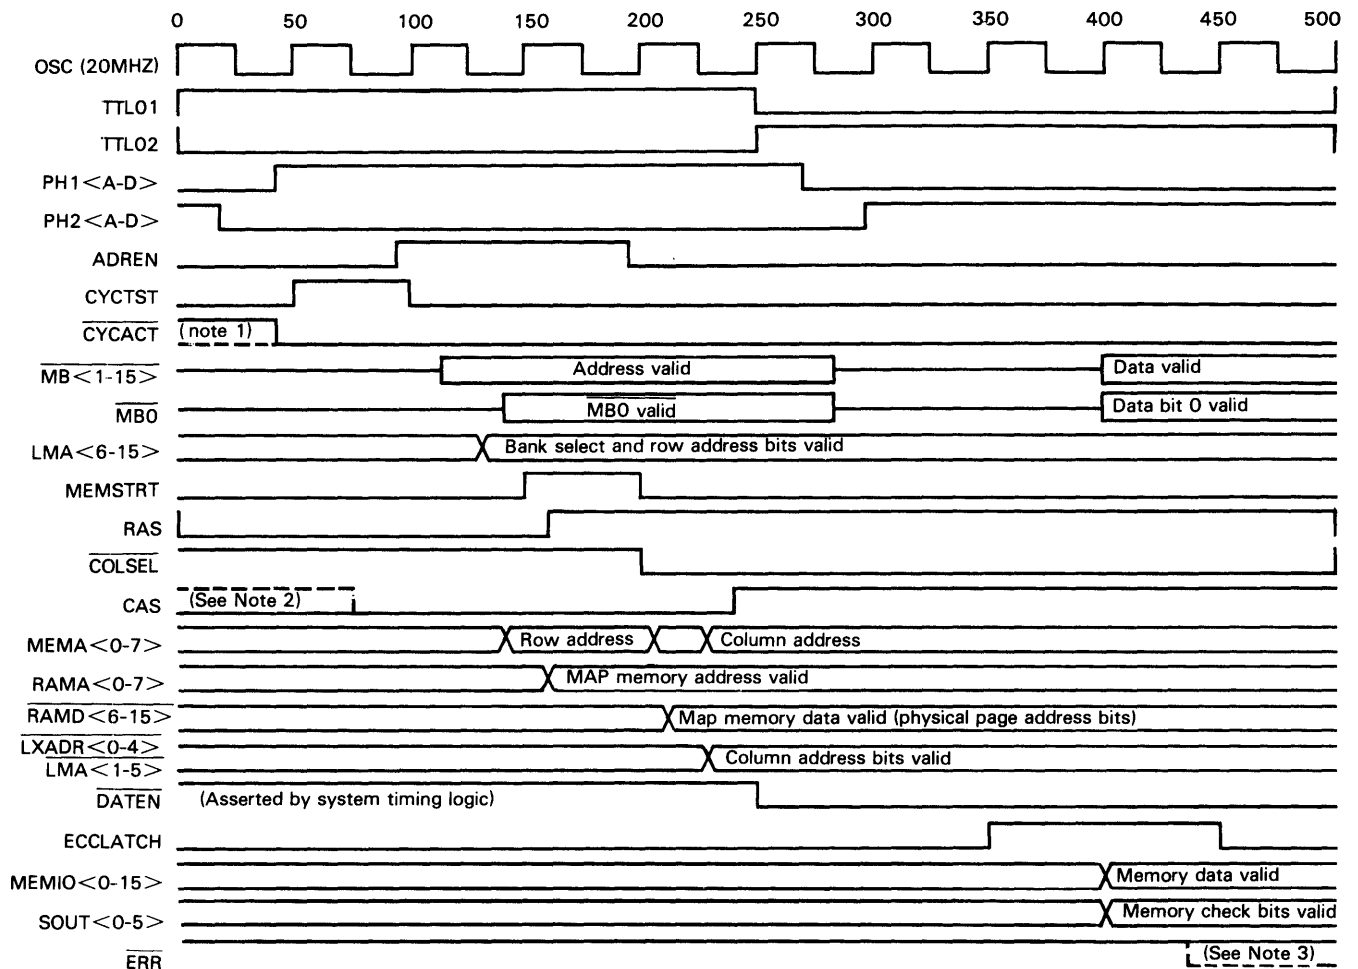 0 50 100 150 200 250 300 350 400 450 500
OSC (20MHZ)
TTLO1
TTLO2
PH1<A-D>
PH2<A-D>
ADREN
CYCTST
CYCACT (note 1)
MB<1-15> Address valid Data valid
MBO MBO valid Data bit 0 valid
LMA<6-15> Bank select and row address bits valid
MEMSTRT
RAS
COLSEL
CAS (See Note 2)
MEMA<0-7> Row address Column address
RAMA<0-7> MAP memory address valid
RAMD<6-15> Map memory data valid (physical page address bits)
LXADR<0-4>
LMA<1-5> Column address bits valid
DATEN (Asserted by system timing logic)
ECCLATCH
MEMIO<0-15> Memory data valid
SOUT<0-5> Memory check bits valid
ERR (See Note 3)